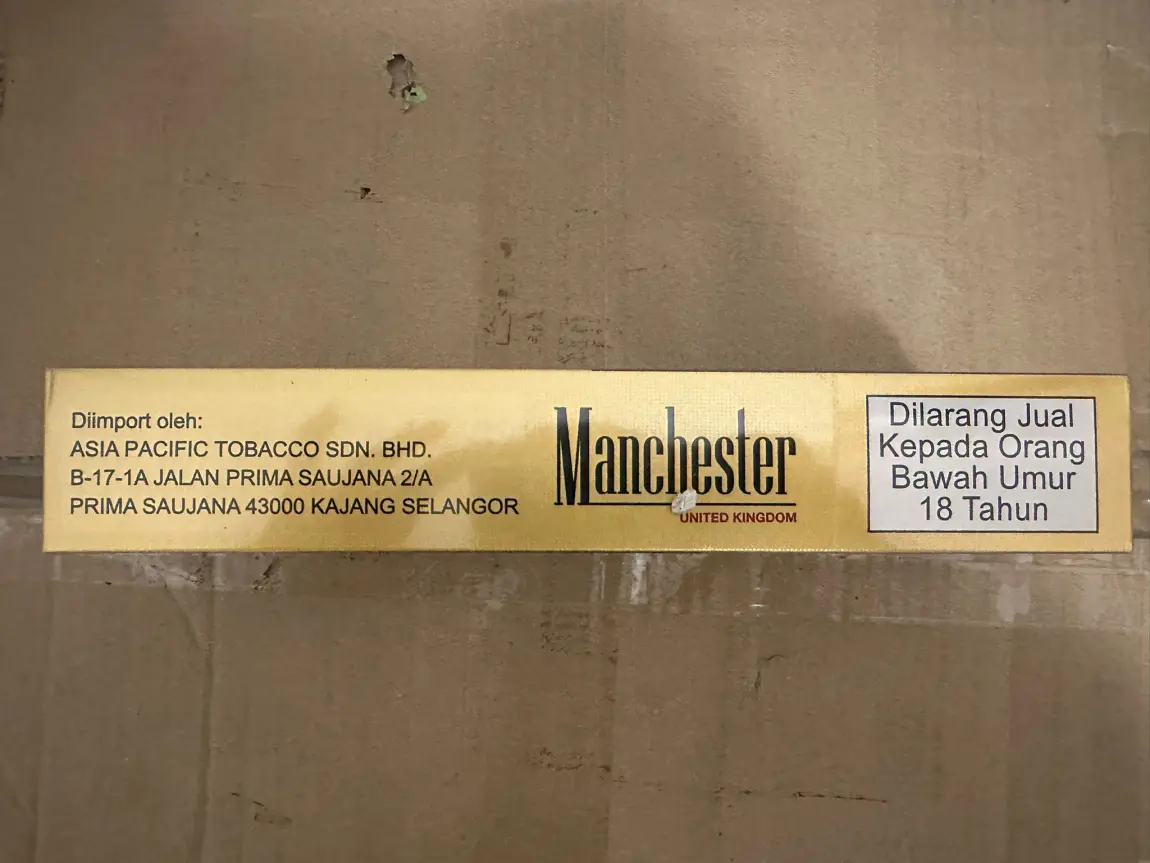 Diimport oleh:
ASIA PACIFIC TOBACCO SDN. BHD.
B-17-1A JALAN PRIMA SAUJANA 2/A
PRIMA SAUJANA 43000 KAJANG SELANGOR
Manchester
UNITED KINGDOM
Dilarang Jual
Kepada Orang
Bawah Umur
18 Tahun